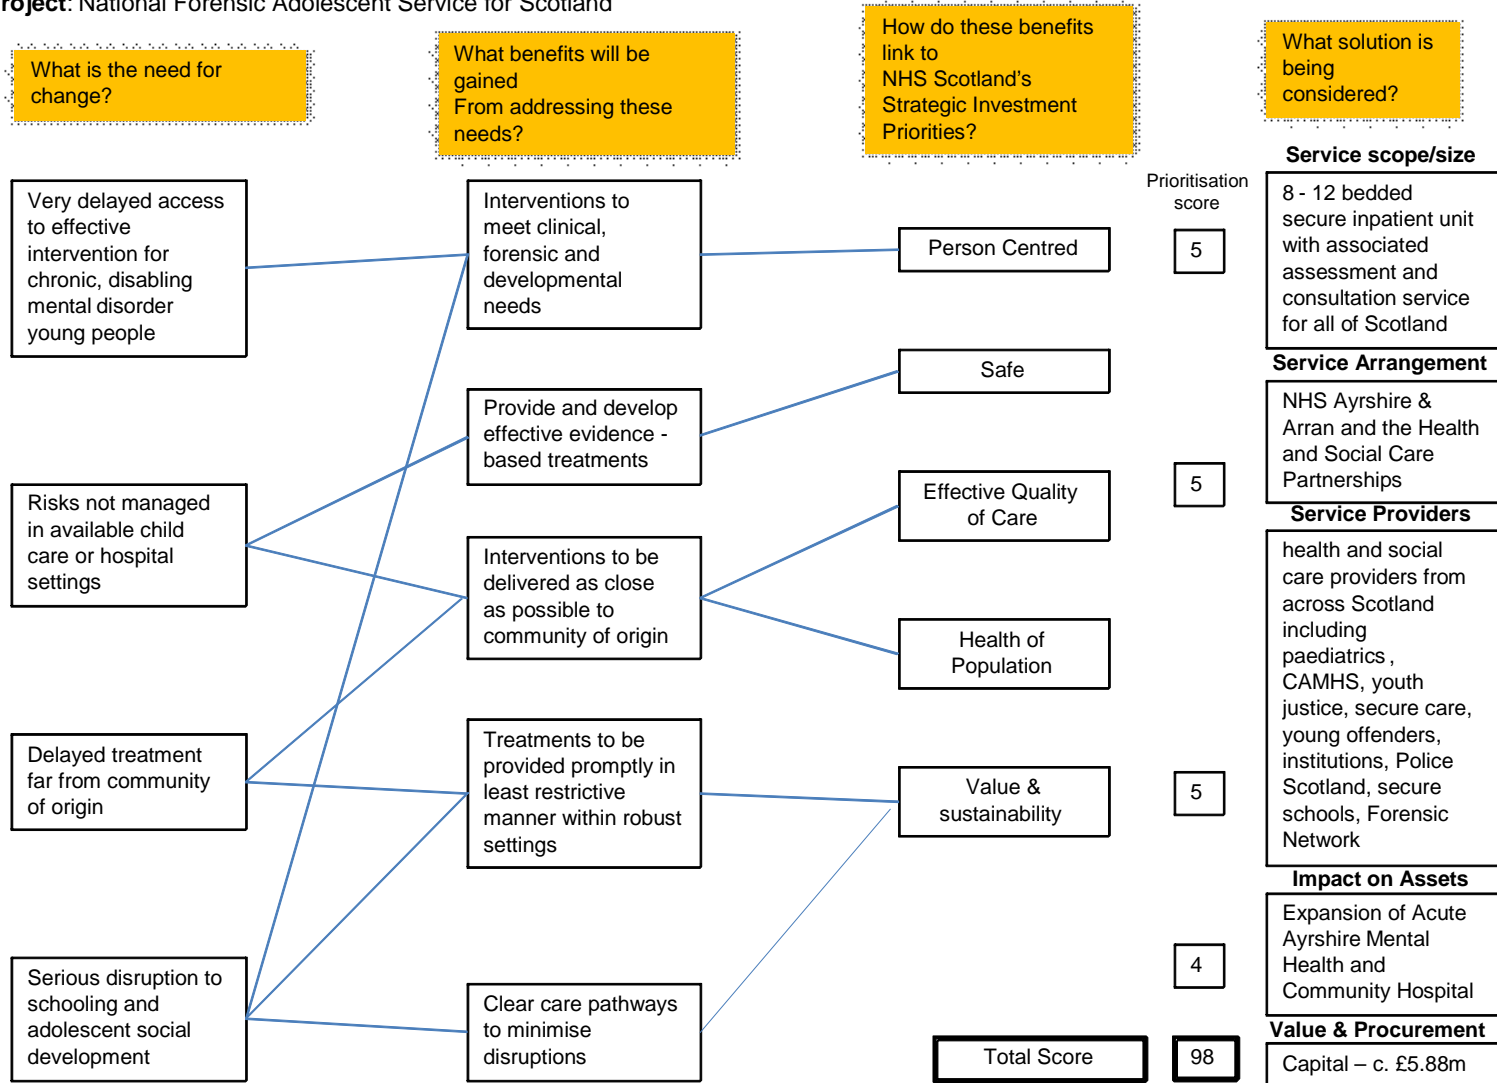 roject: National Forensic Adolescent Service for Scotland
What is the need for
change?
What benefits will be
gained
From addressing these
needs?
How do these benefits
link to
NHS Scotland's
Strategic Investment
Priorities?
What solution is
being
considered?
Very delayed access
to effective
intervention for
chronic, disabling
mental disorder
young people
Risks not managed
in available child
care or hospital
settings
Delayed treatment
far from community
of origin
Serious disruption to
schooling and
adolescent social
development
Interventions to
meet clinical,
forensic and
developmental
needs
Provide and develop
effective evidence -
based treatments
Interventions to be
delivered as close
as possible to
community of origin
Treatments to be
provided promptly in
least restrictive
manner within robust
settings
Clear care pathways
to minimise
disruptions
Person Centred
Safe
Effective Quality
of Care
Health of
Population
Value &
sustainability
Total Score
Prioritisation
score
5
5
5
4
98
Service scope/size
8 - 12 bedded
secure inpatient unit
with associated
assessment and
consultation service
for all of Scotland
Service Arrangement
NHS Ayrshire &
Arran and the Health
and Social Care
Partnerships
Service Providers
health and social
care providers from
across Scotland
including
paediatrics ,
CAMHS, youth
justice, secure care,
young offenders,
institutions, Police
Scotland, secure
schools, Forensic
Network
Impact on Assets
Expansion of Acute
Ayrshire Mental
Health and
Community Hospital
Value & Procurement
Capital – c. £5.88m